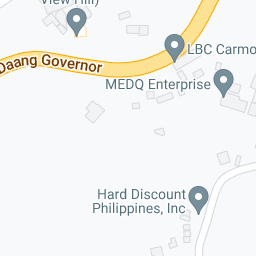 View Hill)
LBC Carmo
Daang Governor
MEDQ Enterprise
Hard Discount
Philippines, Inc